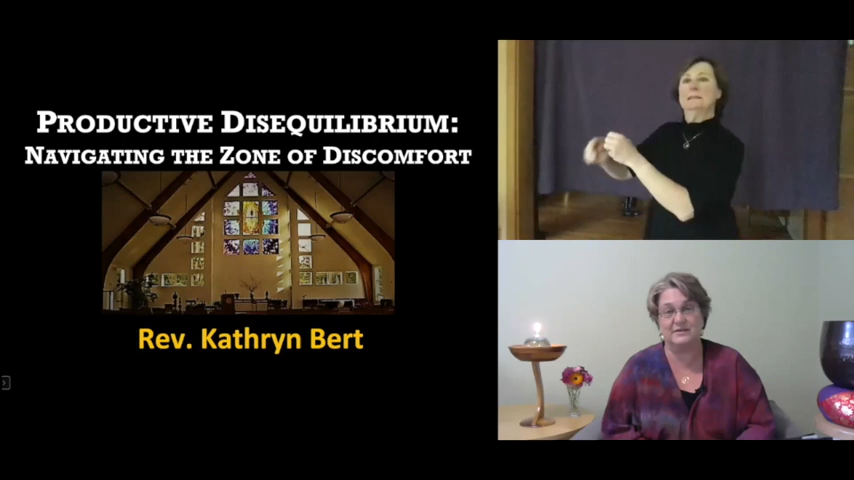 PRODUCTIVE DISEQUILIBRIUM:
NAVIGATING THE ZONE OF DISCOMFORT
Rev. Kathryn Bert